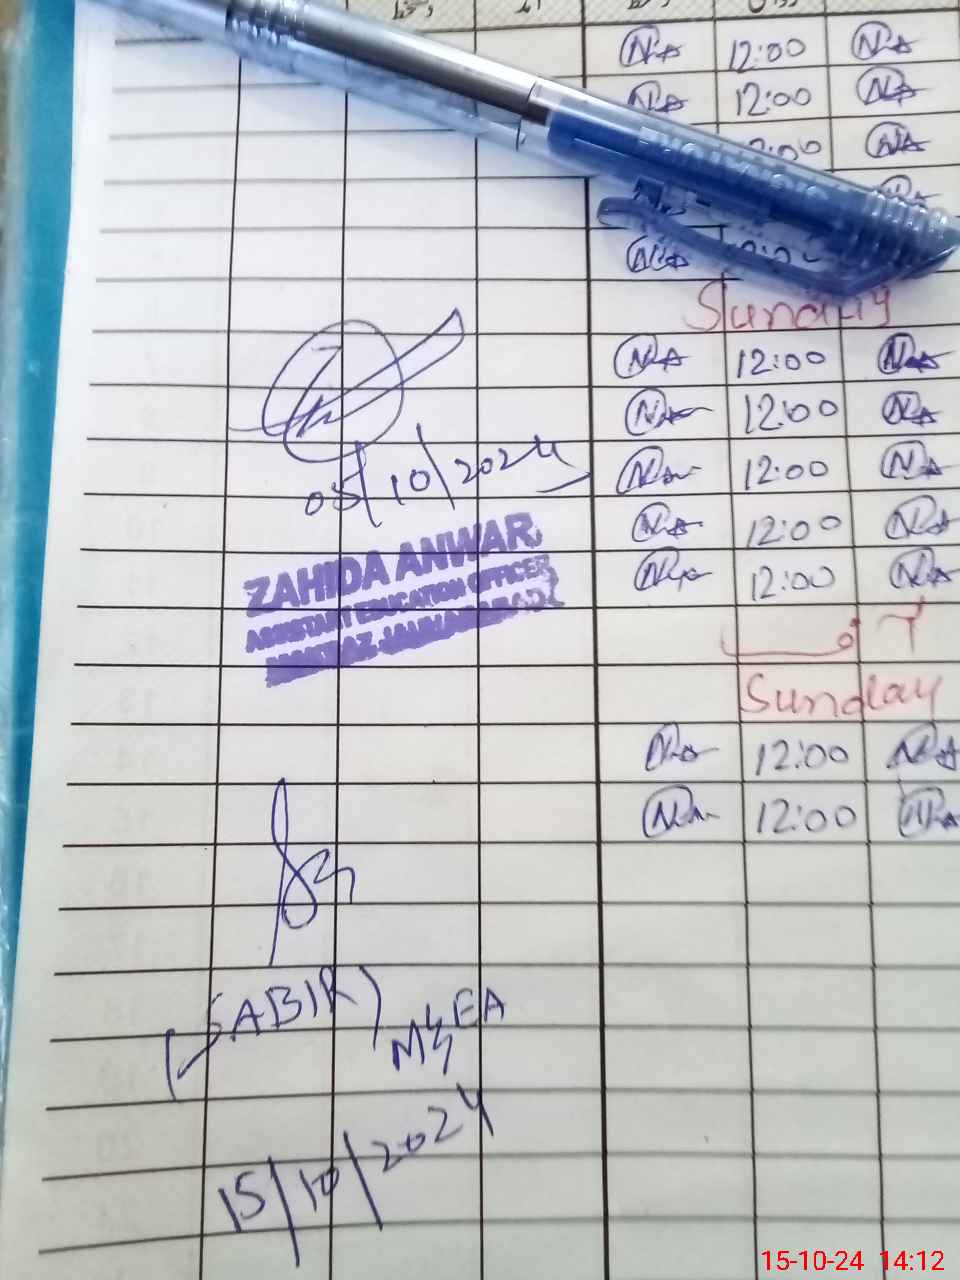 NA 12:00 NA
NA 12:00 NA
NA
NA
NA
Sunday
NA 12:00 NA
NA 12:00 NA
NA 12:00 NA
NA 12:00 NA
NA 12:00 NA
05/10/2024
ZAHIDA ANWAR
ASSISTANT EDUCATION OFFICER
Sunday
NA 12:00 NA
NA 12:00 NA
(SABIR)
M&EA
15/10/2024
15-10-24 14:12